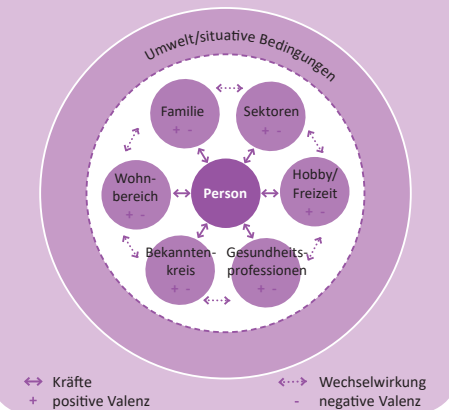 Umwelt/situative Bedingungen
Familie
+ -
Sektoren
+ -
Wohn-
bereich
+ -
Person
Hobby/
Freizeit
+ -
Bekannten-
kreis
+ -
Gesundheits-
professionen
+ -
Kräfte
Wechselwirkung
+ positive Valenz
- negative Valenz